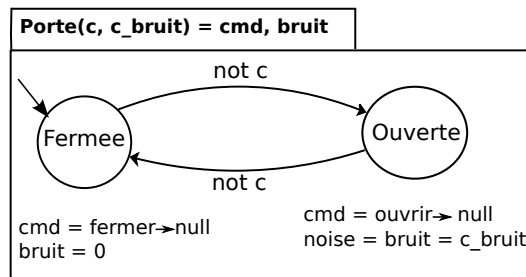 Porte(c, c_bruit) = cmd, bruit
not c
Fermee
Ouverte
not c
cmd = fermer→null
bruit = 0
cmd = ouvrir→ null
noise = bruit = c_bruit